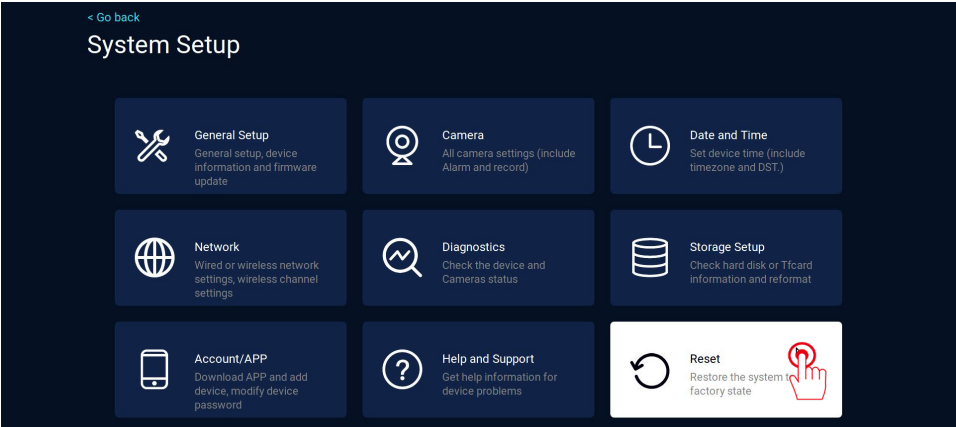 < Go back
System Setup
General Setup
General setup, device
information and firmware
update
Camera
All camera settings (include
Alarm and record)
Date and Time
Set device time (include
timezone and DST.)
Network
Wired or wireless network
settings, wireless channel
settings
Diagnostics
Check the device and
Cameras status
Storage Setup
Check hard disk or Tfcard
information and reformat
Account/APP
Download APP and add
device, modify device
password
Help and Support
Get help information for
device problems
Reset
Restore the system to
factory state